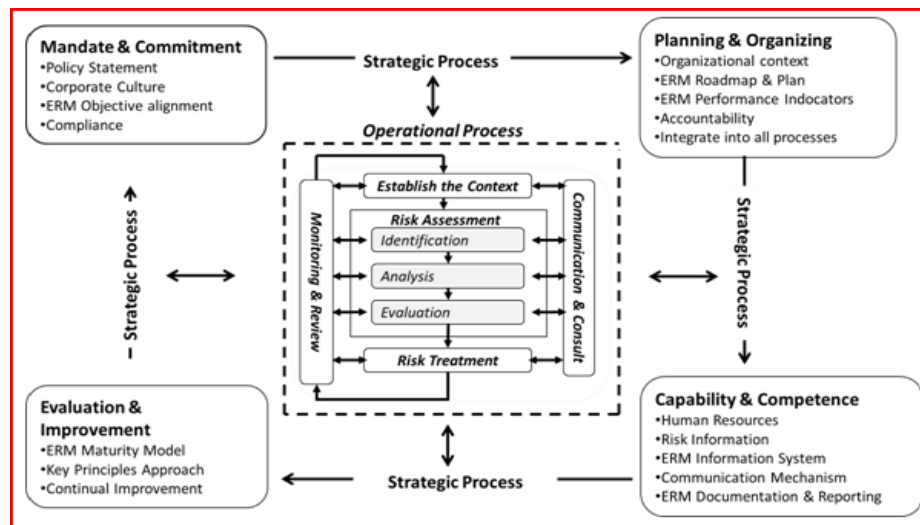 Mandate & Commitment
•Policy Statement
•Corporate Culture
•ERM Objective alignment
•Compliance
Strategic Process
Planning & Organizing
•Organizational context
•ERM Roadmap & Plan
•ERM Performance Indocators
•Accountability
•Integrate into all processes
Operational Process
Monitoring & Review
Establish the Context
Risk Assessment
Identification
Analysis
Evaluation
Risk Treatment
Communication & Consult
Strategic Process
Strategic Process
Evaluation &
Improvement
•ERM Maturity Model
•Key Principles Approach
•Continual Improvement
Strategic Process
Capability & Competence
•Human Resources
•Risk Information
•ERM Information System
•Communication Mechanism
•ERM Documentation & Reporting